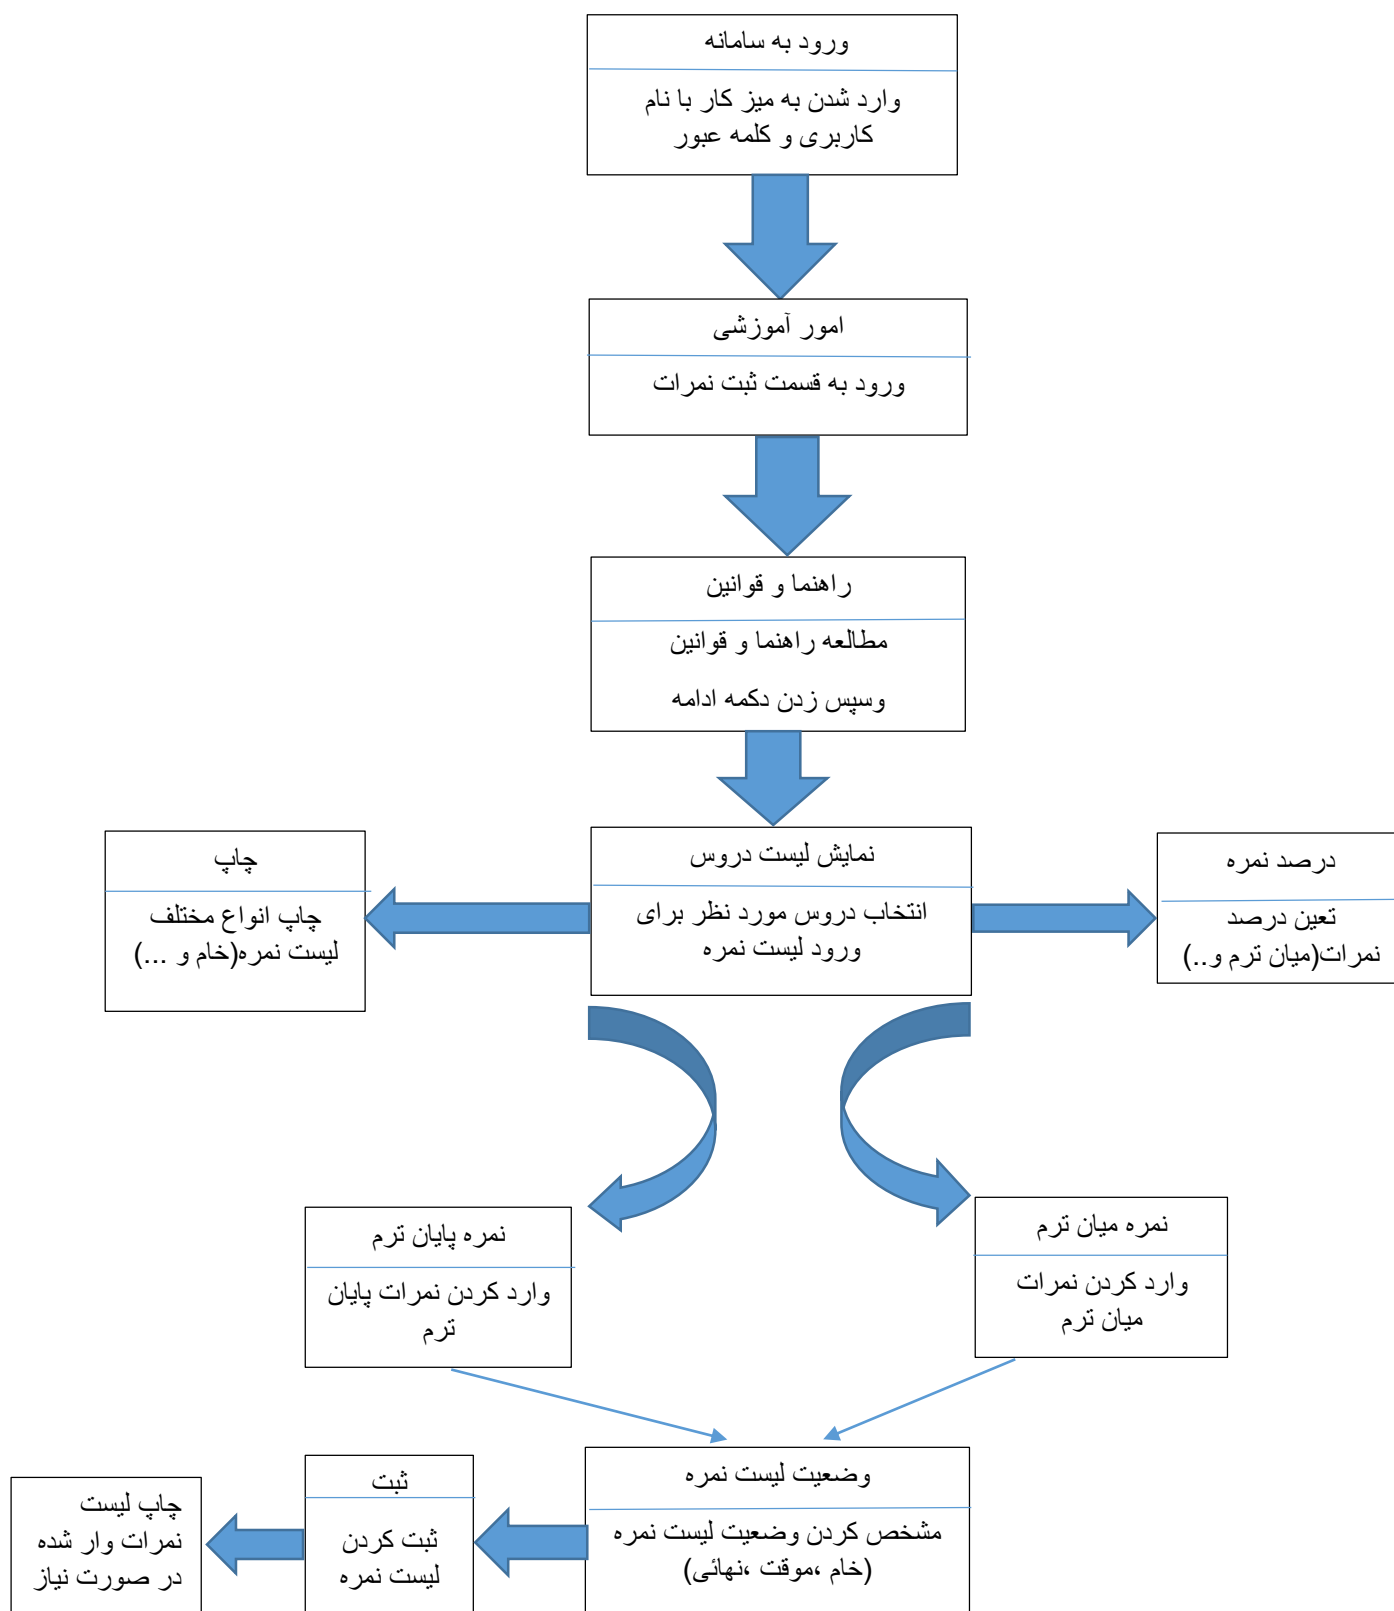 ورود به سامانه
وارد شدن به میز کار با نام
کاربری و کلمه عبور
امور آموزشی
ورود به قسمت ثبت نمرات
راهنما و قوانین
مطالعه راهنما و قوانین
وسپس زدن دکمه ادامه
درصد نمره
تعین درصد
نمرات(میان ترم و..)
نمایش لیست دروس
انتخاب دروس مورد نظر برای
ورود لیست نمره
چاپ
چاپ انواع مختلف
لیست نمره(خام و ...)
نمره میان ترم
وارد کردن نمرات
میان ترم
نمره پایان ترم
وارد کردن نمرات پایان
ترم
وضعیت لیست نمره
مشخص کردن وضعیت لیست نمره
(خام ،موقت ،نهائی)
ثبت
ثبت کردن
لیست نمره
چاپ لیست
نمرات وار شده
در صورت نیاز